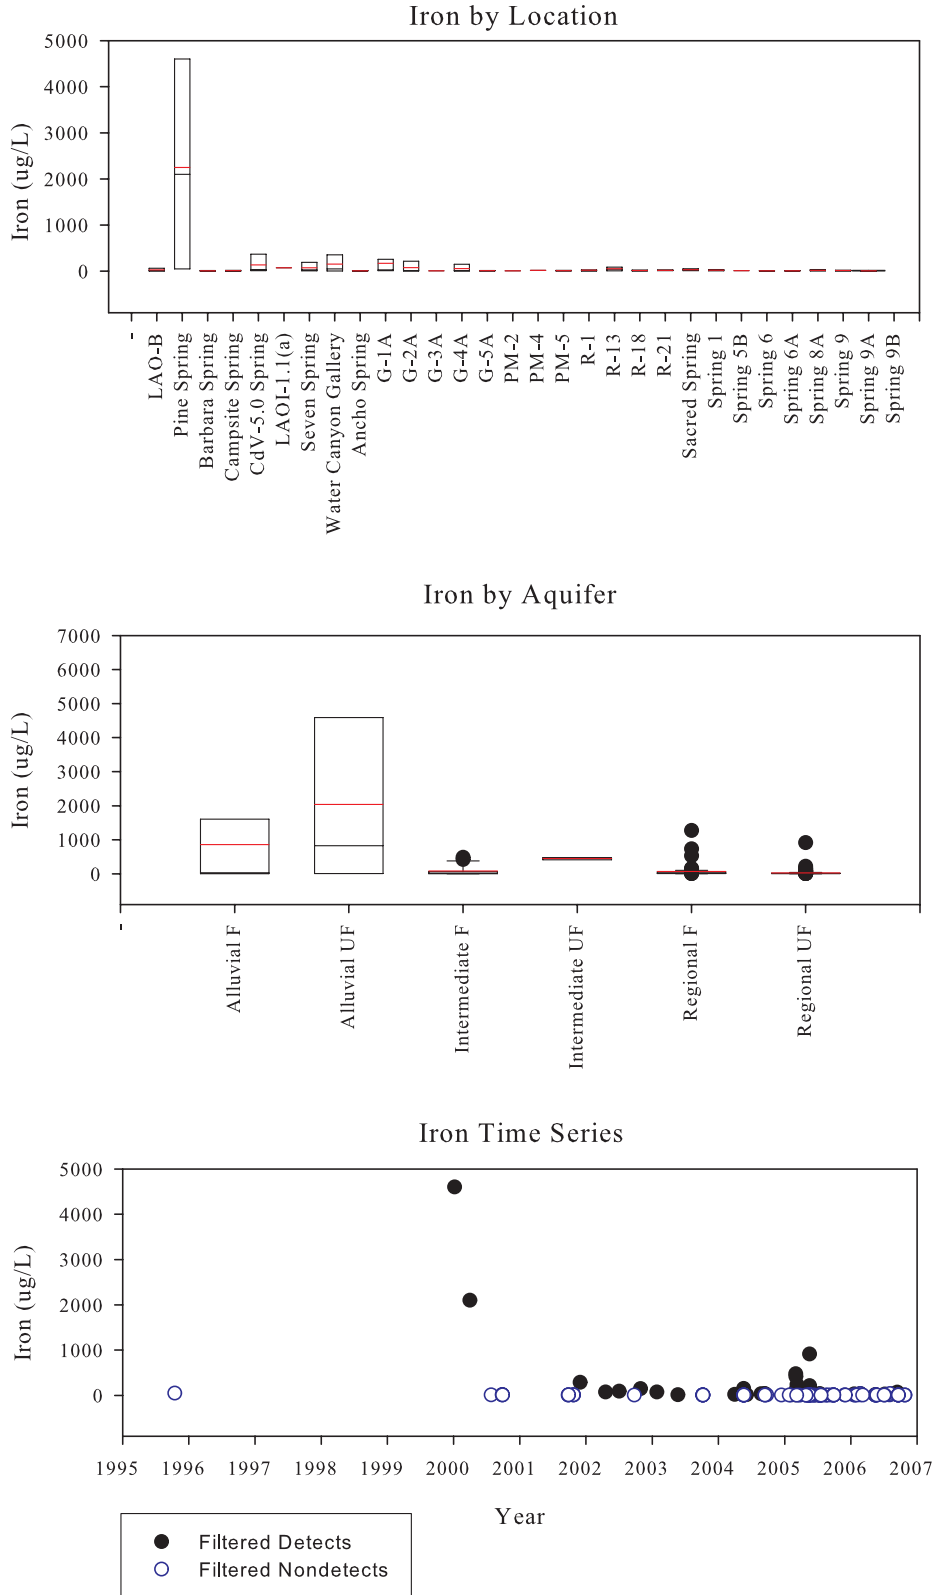 Iron by Location
5000
4000
3000
2000
1000
0
Iron (ug/L)
-
LAO-B
Pine Spring
Barbara Spring
Campsite Spring
CdV-5.0 Spring
LAOI-1.1(a)
Seven Spring
Water Canyon Gallery
Ancho Spring
G-1A
G-2A
G-3A
G-4A
G-5A
PM-2
PM-4
PM-5
R-1
R-13
R-18
R-21
Sacred Spring
Spring 1
Spring 5B
Spring 6
Spring 6A
Spring 8A
Spring 9
Spring 9A
Spring 9B
Iron by Aquifer
7000
6000
5000
4000
3000
2000
1000
0
Iron (ug/L)
-
Alluvial F
Alluvial UF
Intermediate F
Intermediate UF
Regional F
Regional UF
Iron Time Series
5000
4000
3000
2000
1000
0
Iron (ug/L)
1995 1996 1997 1998 1999 2000 2001 2002 2003 2004 2005 2006 2007
Year
Filtered Detects
Filtered Nondetects